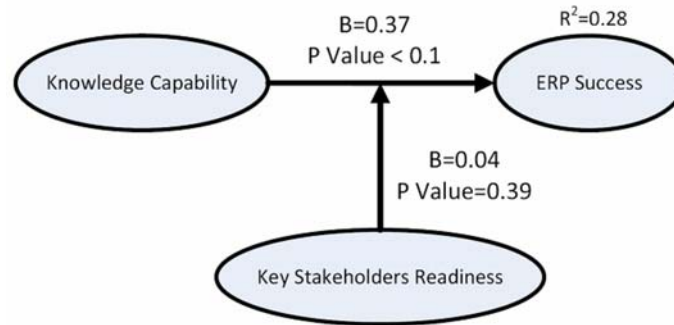 B=0.37
P Value < 0.1
R²=0.28
Knowledge Capability
ERP Success
B=0.04
P Value=0.39
Key Stakeholders Readiness